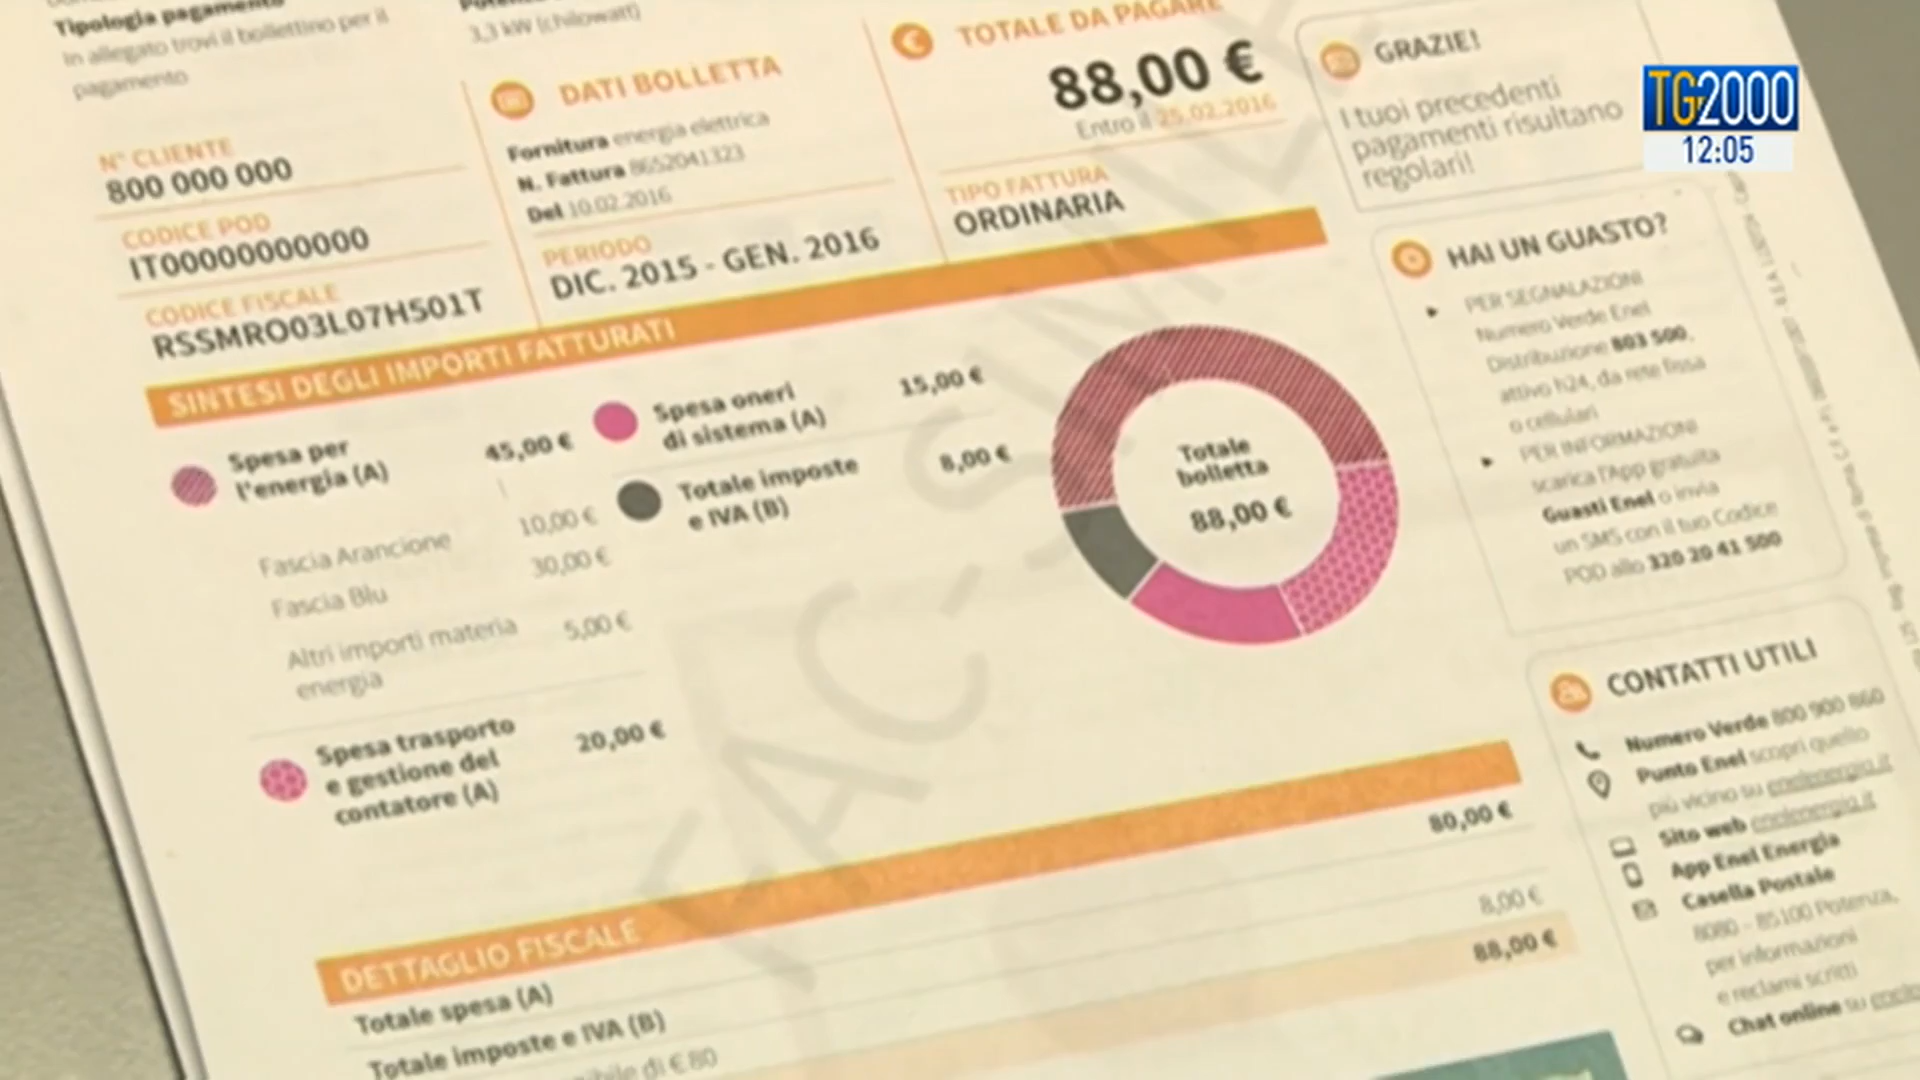 Tipologia pagamento
In allegato trovi il bollettino per il
pagamento
3,3 kW (chilowatt)
N° CLIENTE
800 000 000
CODICE POD
IT00000000000
CODICE FISCALE
RSSMRO03L07H501T
DATI BOLLETTA
Fornitura energia elettrica
N. Fattura 8652041323
Del 10.02.2016
PERIODO
DIC. 2015 - GEN. 2016
€ TOTALE DA PAGARE
88,00 €
Entro il 25.02.2016
TIPO FATTURA
ORDINARIA
GRAZIE!
I tuoi precedenti
pagamenti risultano
regolari!
TG2000
12:05
SINTESI DEGLI IMPORTI FATTURATI
Spesa per
l'energia (A)
45,00 €
Fascia Arancione
10,00 €
Fascia Blu
30,00 €
Altri importi materia
energia
5,00 €
Spesa trasporto
e gestione del
contatore (A)
20,00 €
Spesa oneri
di sistema (A)
15,00 €
Totale imposte
e IVA (B)
8,00 €
Totale
bolletta
88,00 €
FAC-SIMILE
HAI UN GUASTO?
PER SEGNALAZIONI
Numero Verde Enel
Distribuzione 803 500,
attivo h24, da rete fissa
o cellulari
PER INFORMAZIONI
scarica l'App gratuita
Guasti Enel o invia
un SMS con il tuo Codice
POD allo 320 20 41 500
CONTATTI UTILI
Numero Verde 800 900 860
Punto Enel scopri quello
più vicino su enelenergia.it
Sito web enelenergia.it
App Enel Energia
Casella Postale
8080 - 85100 Potenza,
per informazioni
e reclami scritti
Chat online su
DETTAGLIO FISCALE
Totale spesa (A)
80,00 €
Totale imposte e IVA (B)
8,00 €
di € 80
88,00 €